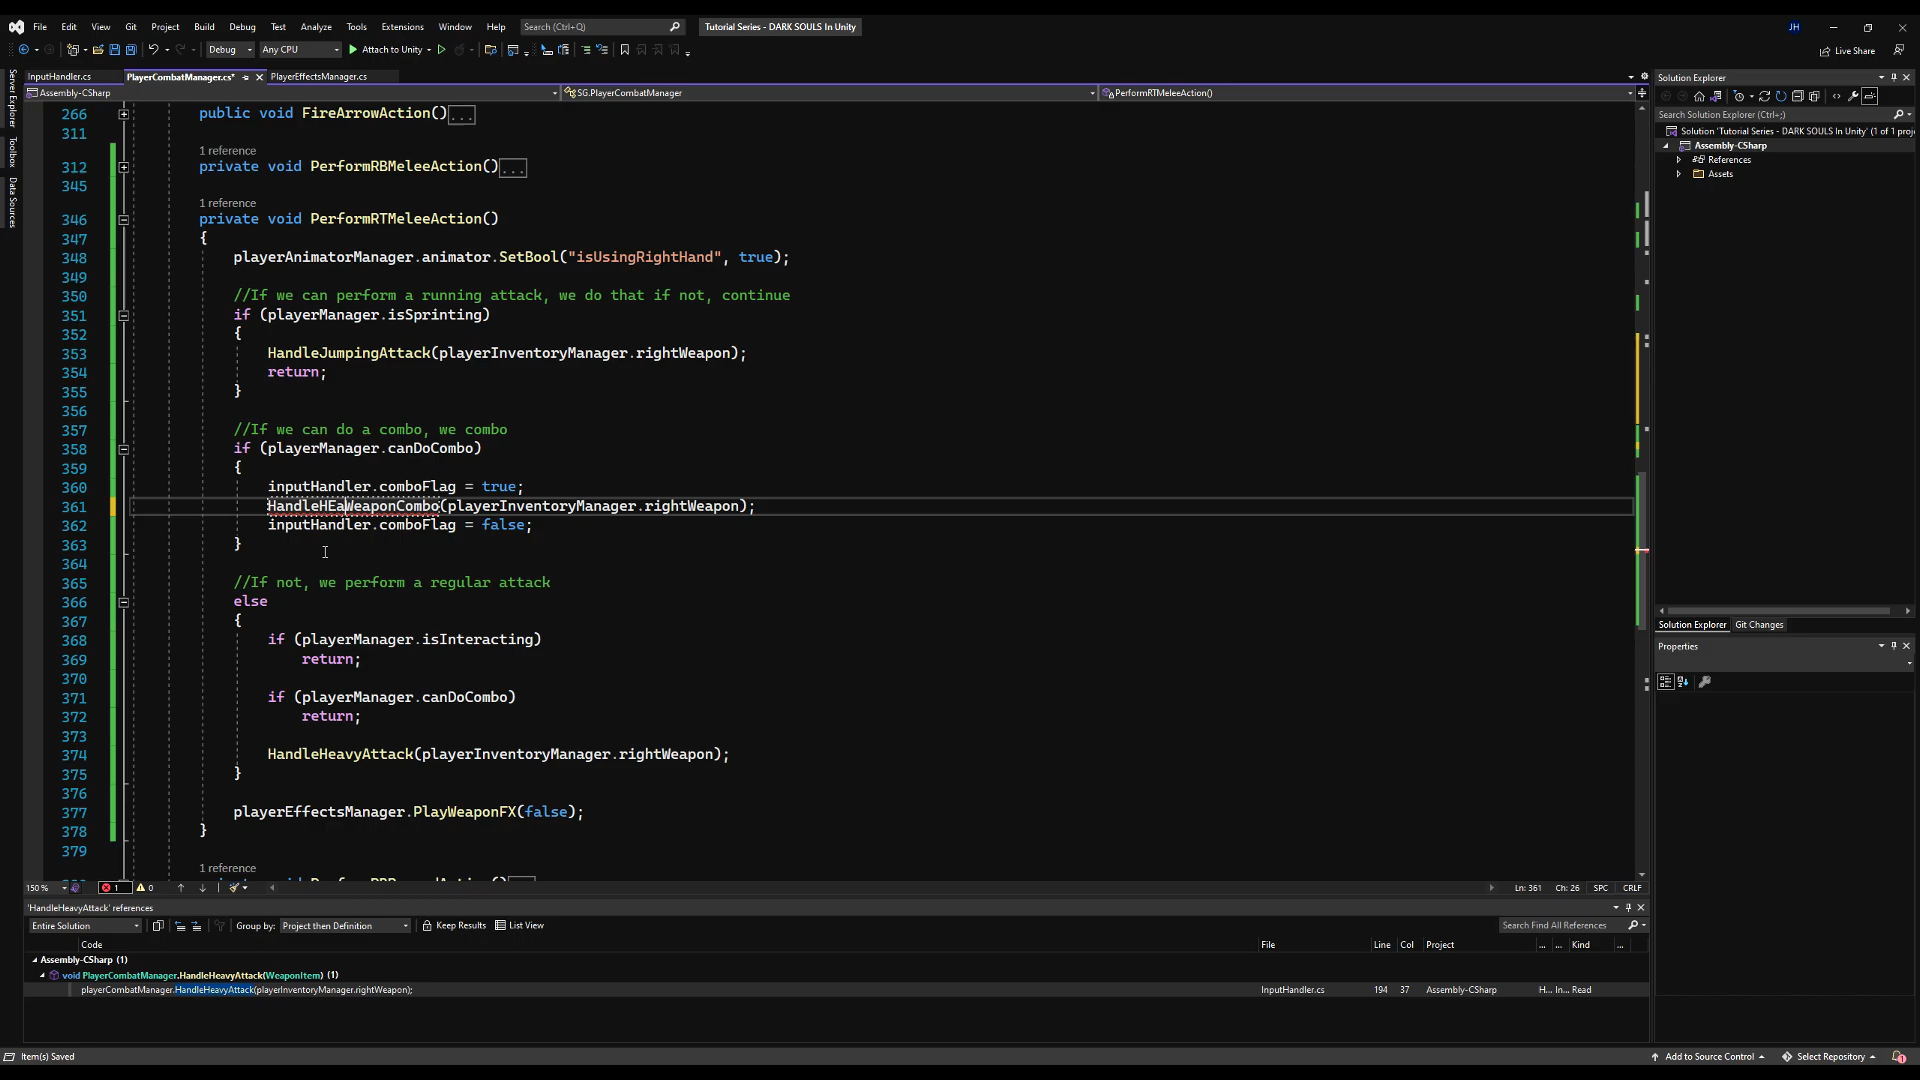 File Edit View Git Project Build Debug Test Analyze Tools Extensions Window Help Search (Ctrl+Q) Tutorial Series - DARK SOULS In Unity JH
Debug Any CPU Attach to Unity Live Share
InputHandler.cs PlayerCombatManager.cs* PlayerEffectsManager.cs Solution Explorer
Assembly-CSharp SG.PlayerCombatManager PerformRTMeleeAction()
Server Explorer
Toolbox
Data Sources
Search Solution Explorer (Ctrl+;)
Solution 'Tutorial Series - DARK SOULS In Unity' (1 of 1 proj
Assembly-CSharp
References
Assets
266 public void FireArrowAction()...
311
1 reference
312 private void PerformRBMeleeAction()...
345
1 reference
346 private void PerformRTMeleeAction()
347 {
348 playerAnimatorManager.animator.SetBool("isUsingRightHand", true);
349
350 //If we can perform a running attack, we do that if not, continue
351 if (playerManager.isSprinting)
352 {
353 HandleJumpingAttack(playerInventoryManager.rightWeapon);
354 return;
355 }
356
357 //If we can do a combo, we combo
358 if (playerManager.canDoCombo)
359 {
360 inputHandler.comboFlag = true;
361 HandleHEaWeaponCombo(playerInventoryManager.rightWeapon);
362 inputHandler.comboFlag = false;
363 }
364
365 //If not, we perform a regular attack
366 else
367 {
368 if (playerManager.isInteracting)
369 return;
370
371 if (playerManager.canDoCombo)
372 return;
373
374 HandleHeavyAttack(playerInventoryManager.rightWeapon);
375 }
376
377 playerEffectsManager.PlayWeaponFX(false);
378 }
379
1 reference
Solution Explorer Git Changes
Properties
150 % 1 0 Ln: 361 Ch: 26 SPC CRLF
'HandleHeavyAttack' references
Entire Solution Group by: Project then Definition Keep Results List View Search Find All References
Code File Line Col Project ... ... Kind ...
Assembly-CSharp (1)
void PlayerCombatManager.HandleHeavyAttack(WeaponItem) (1)
playerCombatManager.HandleHeavyAttack(playerInventoryManager.rightWeapon); InputHandler.cs 194 37 Assembly-CSharp H... In... Read
Item(s) Saved Add to Source Control Select Repository 1